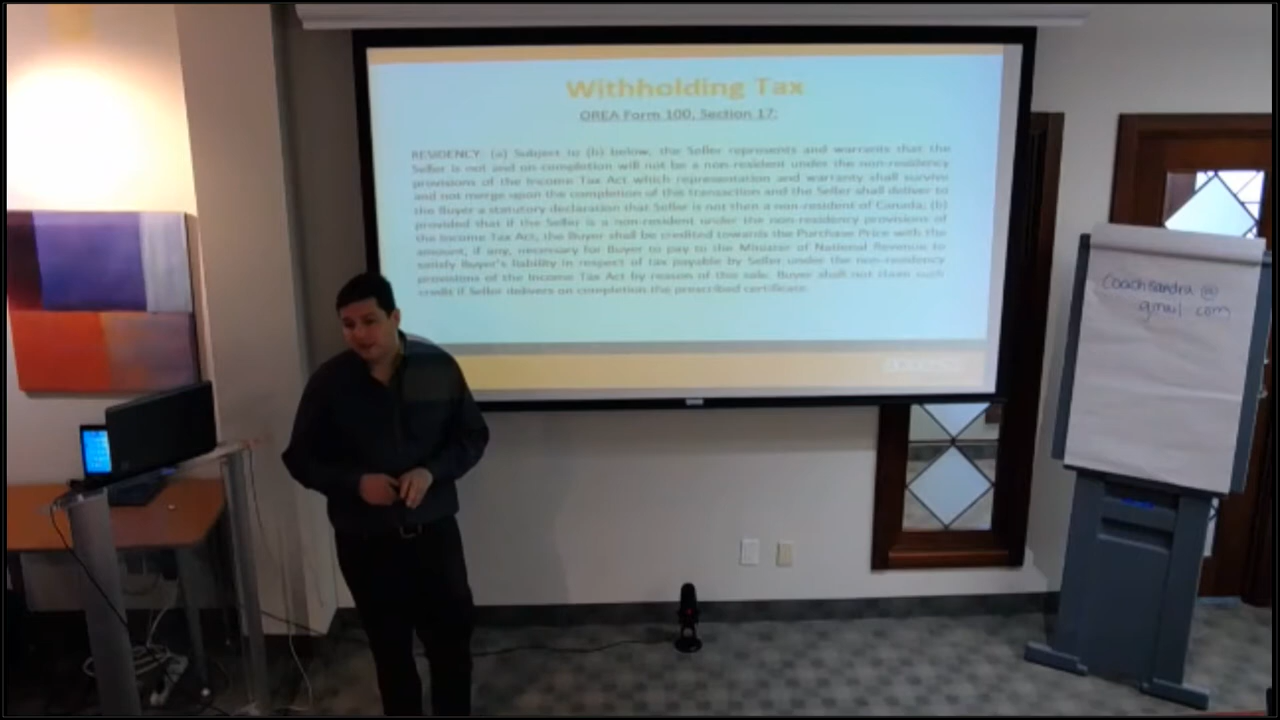 Withholding Tax
OREA Form 100, Section 17:
RESIDENCY: (a) Subject to (b) below, the Seller represents and warrants that the
Seller is not and on completion will not be a non-resident under the non-residency
provisions of the Income Tax Act which representation and warranty shall survive
and not merge upon the completion of this transaction and the Seller shall deliver to
the Buyer a statutory declaration that Seller is not then a non-resident of Canada; (b)
provided that if the Seller is a non-resident under the non-residency provisions of
the Income Tax Act, the Buyer shall be credited towards the Purchase Price with the
amount, if any, necessary for Buyer to pay to the Minister of National Revenue to
satisfy Buyer's liability in respect of tax payable by Seller under the non-residency
provisions of the Income Tax Act by reason of this sale. Buyer shall not claim such
credit if Seller delivers on completion the prescribed certificate.
Coachsandra @
gmail com